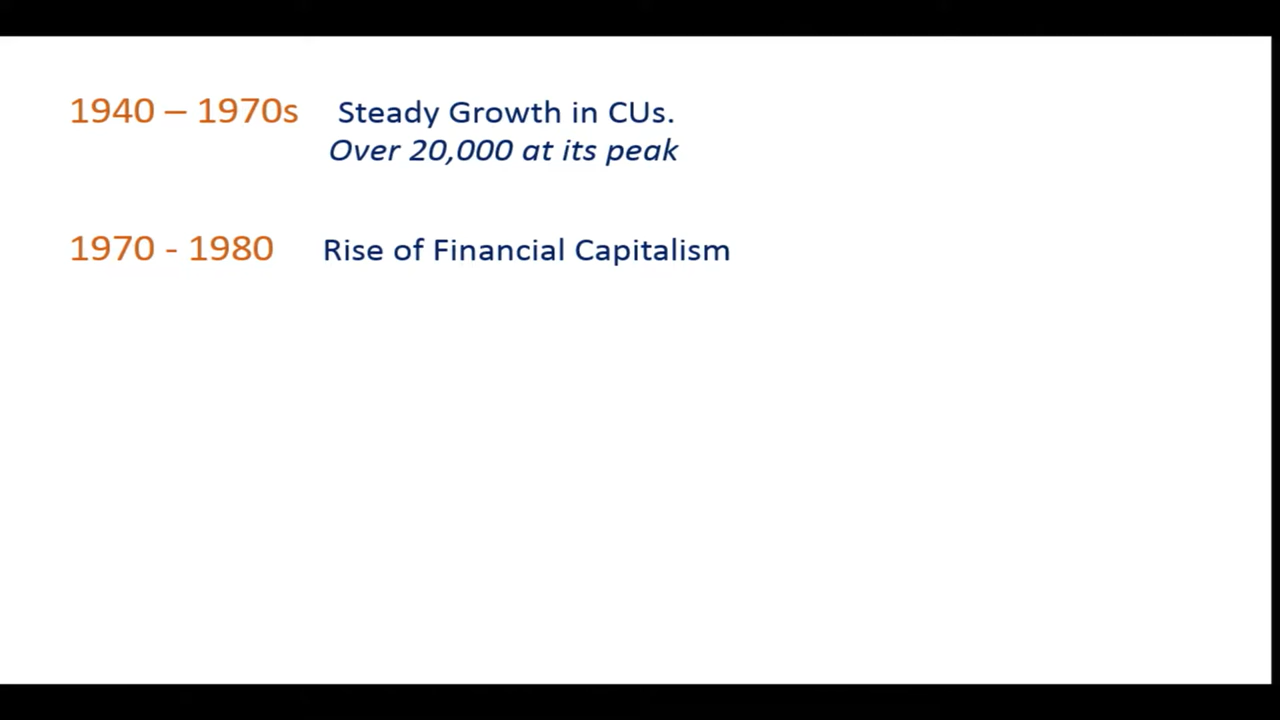 1940 – 1970s Steady Growth in CUs.
Over 20,000 at its peak
1970 - 1980 Rise of Financial Capitalism